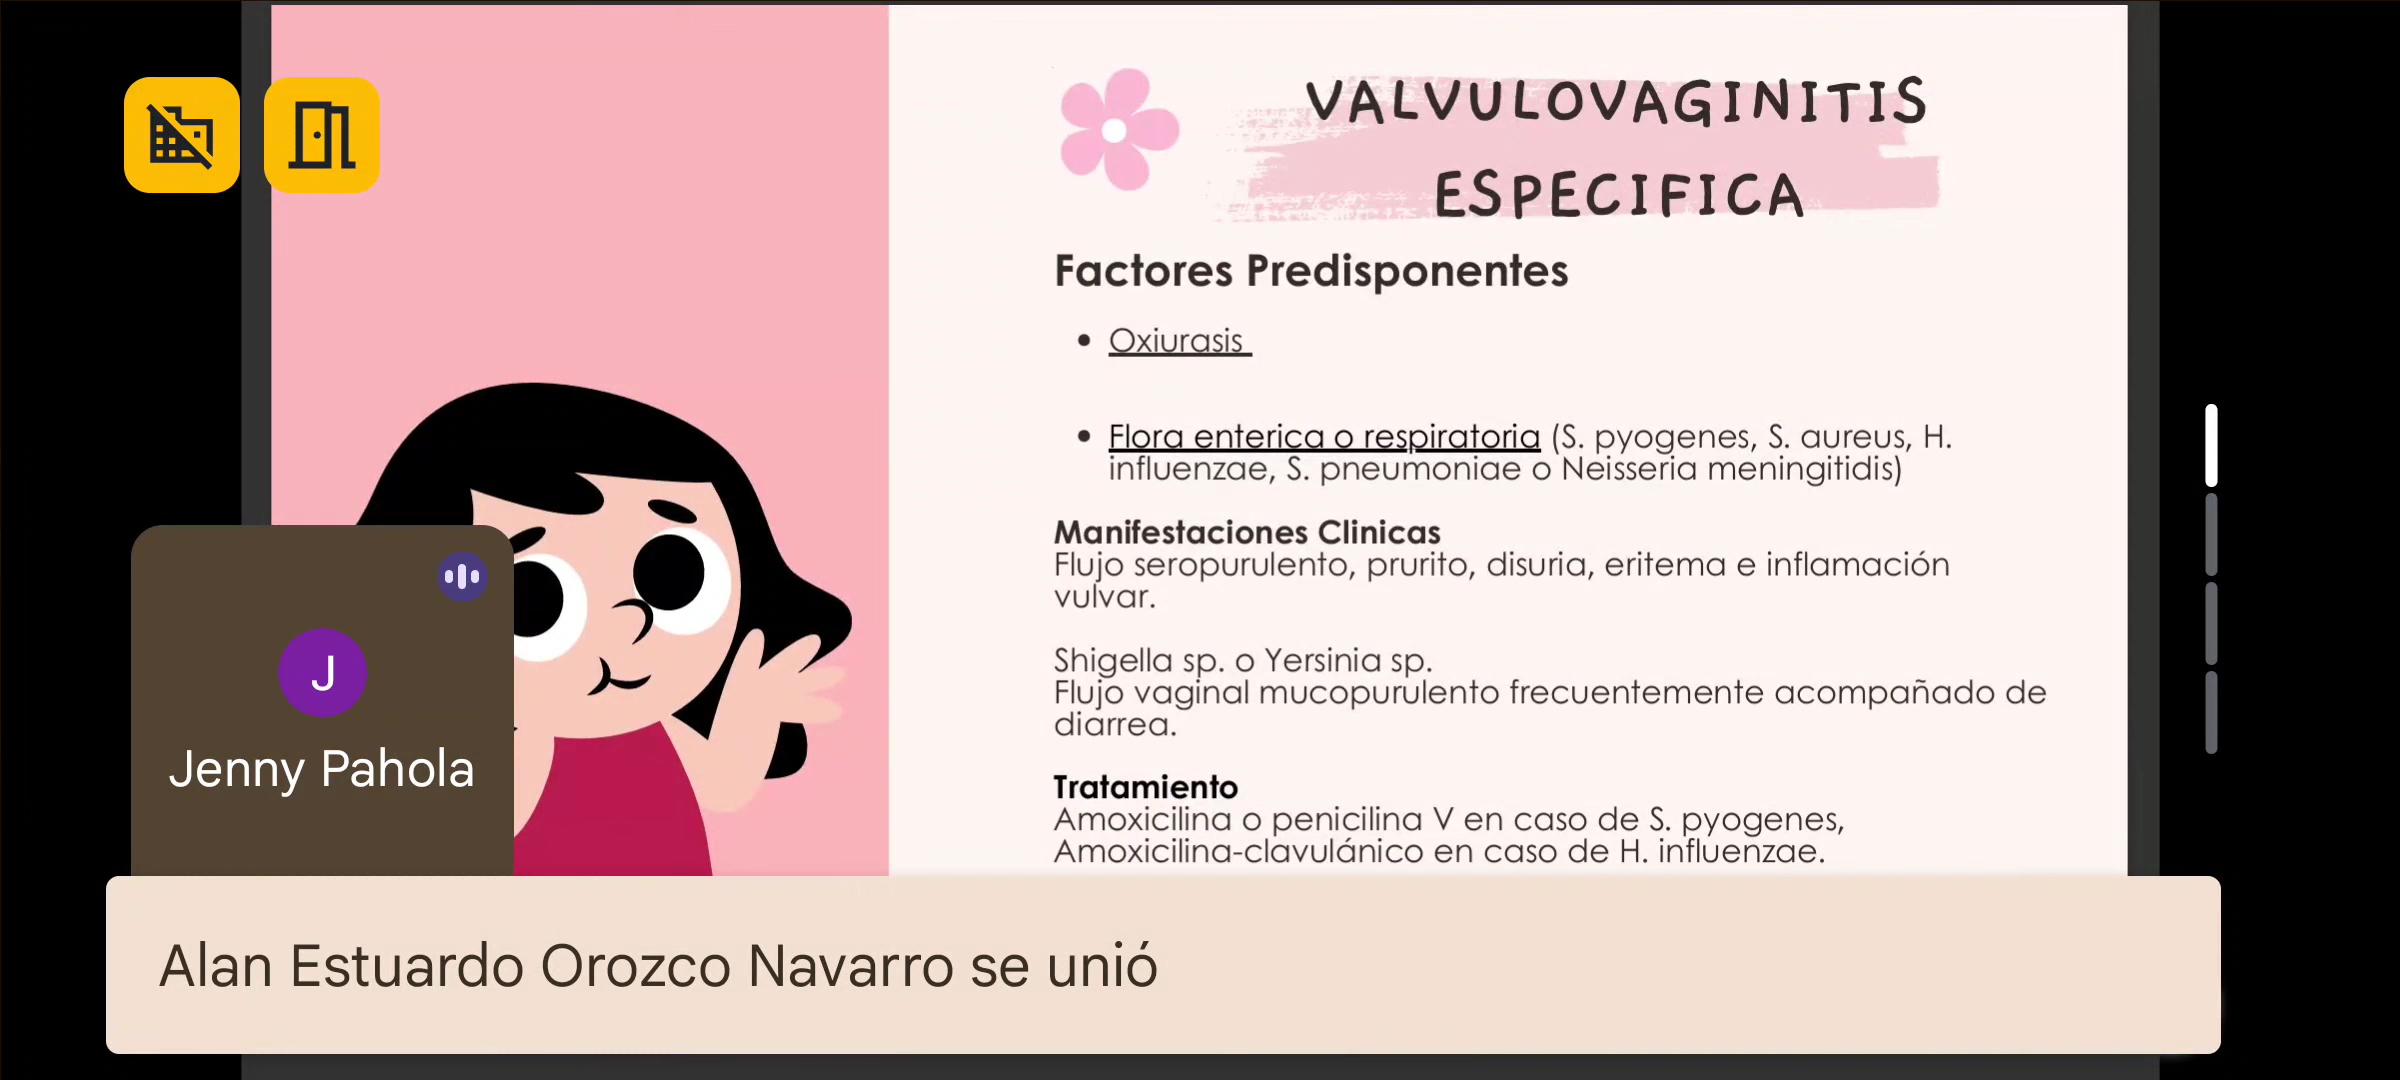 VALVULOVAGINITIS
ESPECIFICA
Factores Predisponentes
• Oxiurasis
• Flora enterica o respiratoria (S. pyogenes, S. aureus, H.
influenzae, S. pneumoniae o Neisseria meningitidis)
Manifestaciones Clinicas
Flujo seropurulento, prurito, disuria, eritema e inflamación
vulvar.
Shigella sp. o Yersinia sp.
Flujo vaginal mucopurulento frecuentemente acompañado de
diarrea.
Tratamiento
Amoxicilina o penicilina V en caso de S. pyogenes,
Amoxicilina-clavulánico en caso de H. influenzae.
J
Jenny Pahola
Alan Estuardo Orozco Navarro se unió